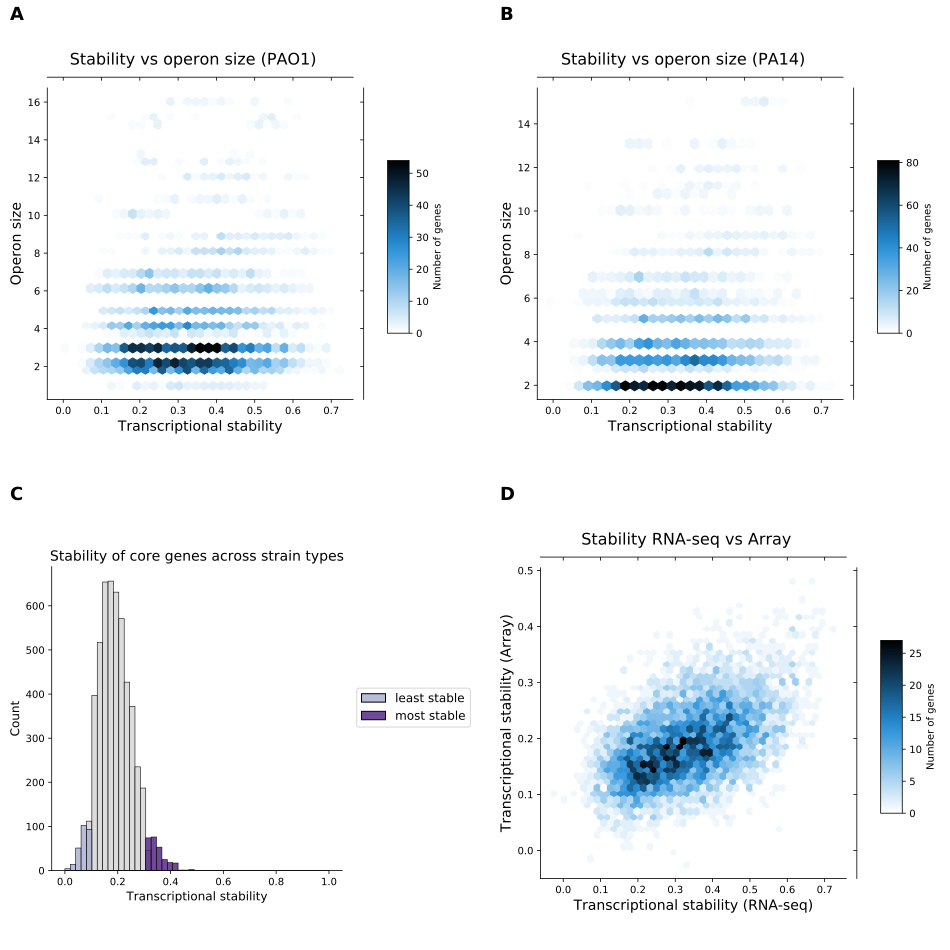 A
Stability vs operon size (PAO1)
16
14
12
10
8
6
4
2
Operon size
0.0 0.1 0.2 0.3 0.4 0.5 0.6 0.7
Transcriptional stability
50
40
30
20
10
0
Number of genes
B
Stability vs operon size (PA14)
14
12
10
8
6
4
2
Operon size
0.0 0.1 0.2 0.3 0.4 0.5 0.6 0.7
Transcriptional stability
80
60
40
20
0
Number of genes
C
Stability of core genes across strain types
600
500
400
300
200
100
0
Count
0.0 0.2 0.4 0.6 0.8 1.0
Transcriptional stability
least stable
most stable
D
Stability RNA-seq vs Array
0.5
0.4
0.3
0.2
0.1
0.0
Transcriptional stability (Array)
0.0 0.1 0.2 0.3 0.4 0.5 0.6 0.7
Transcriptional stability (RNA-seq)
25
20
15
10
5
0
Number of genes